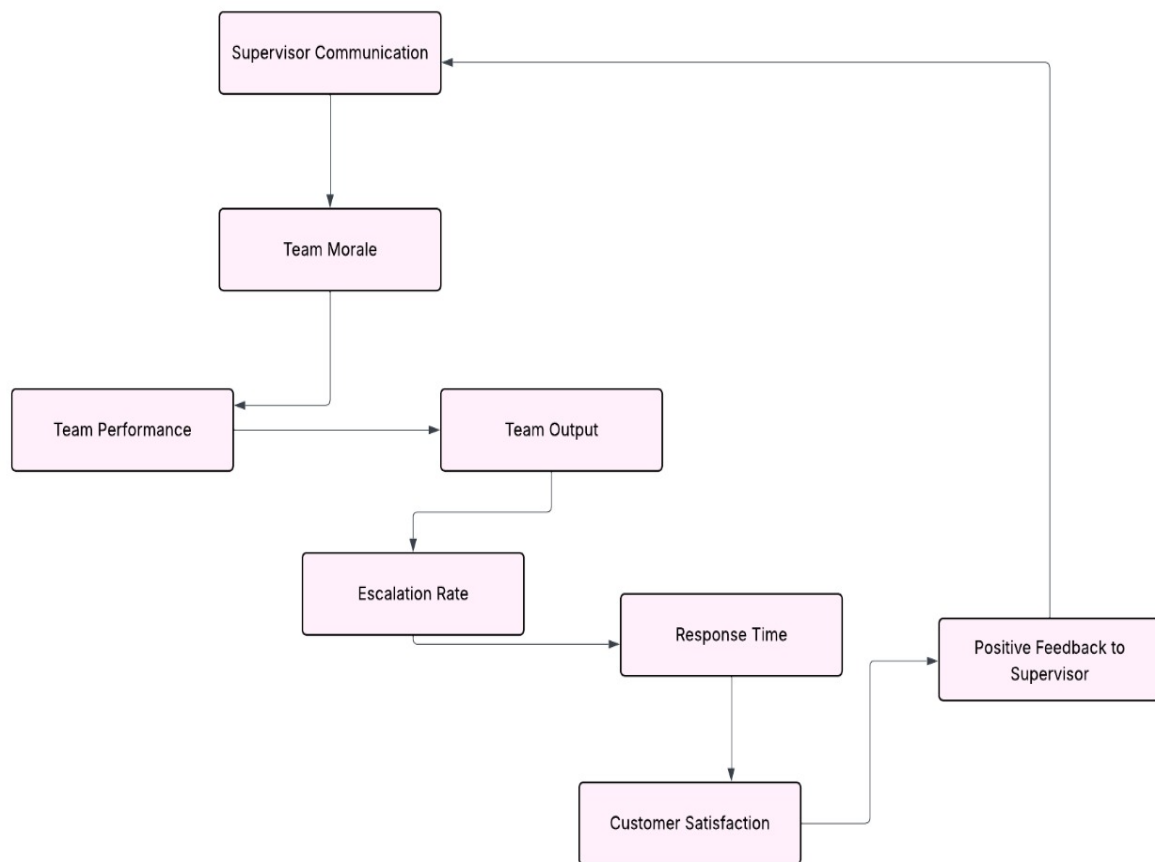 Supervisor Communication
Team Morale
Team Performance
Team Output
Escalation Rate
Response Time
Positive Feedback to
Supervisor
Customer Satisfaction